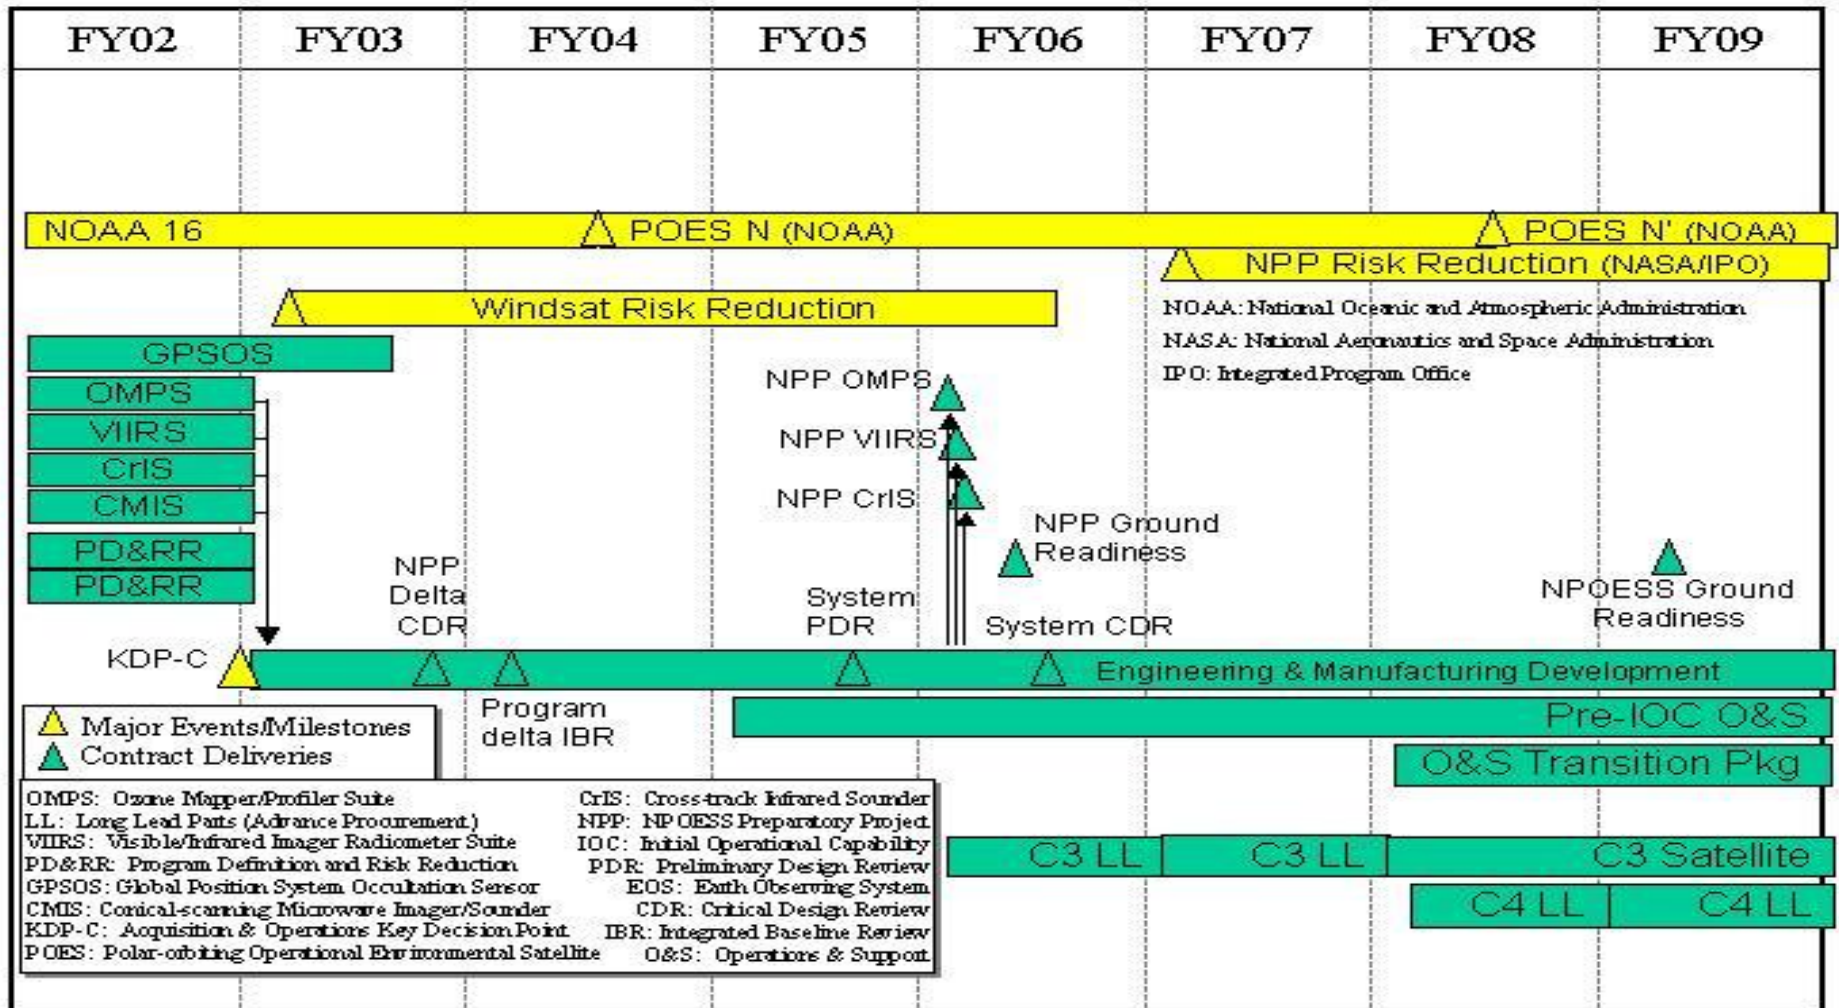 FY02 FY03 FY04 FY05 FY06 FY07 FY08 FY09
NOAA 16
POES N (NOAA)
POES N' (NOAA)
NPP Risk Reduction (NASA/IPO)
Windsat Risk Reduction
NOAA: National Oceanic and Atmospheric Administration
NASA: National Aeronautics and Space Administration
IPO: Integrated Program Office
GPSOS
OMPS
VIIRS
CrIS
CMIS
PD&RR
PD&RR
NPP OMPS
NPP VIIRS
NPP CrIS
NPP Ground
Readiness
NPP
Delta
CDR
System
PDR
System CDR
NPOESS Ground
Readiness
KDP-C
Engineering & Manufacturing Development
Program
delta IBR
Pre-IOC O&S
O&S Transition Pkg
C3 LL
C3 LL
C3 Satellite
C4 LL
C4 LL
Major Events/Milestones
Contract Deliveries
OMPS: Ozone Mapper/Profiler Suite
LL: Long Lead Parts (Advance Procurement)
VIIRS: Visible/Infrared Imager Radiometer Suite
PD&RR: Program Definition and Risk Reduction
GPSOS: Global Position System Occultation Sensor
CMIS: Conical-scanning Microwave Imager/Sounder
KDP-C: Acquisition & Operations Key Decision Point
POES: Polar-orbiting Operational Environmental Satellite
CrIS: Cross-track Infrared Sounder
NPP: NPOESS Preparatory Project
IOC: Initial Operational Capability
PDR: Preliminary Design Review
EOS: Earth Observing System
CDR: Critical Design Review
IBR: Integrated Baseline Review
O&S: Operations & Support